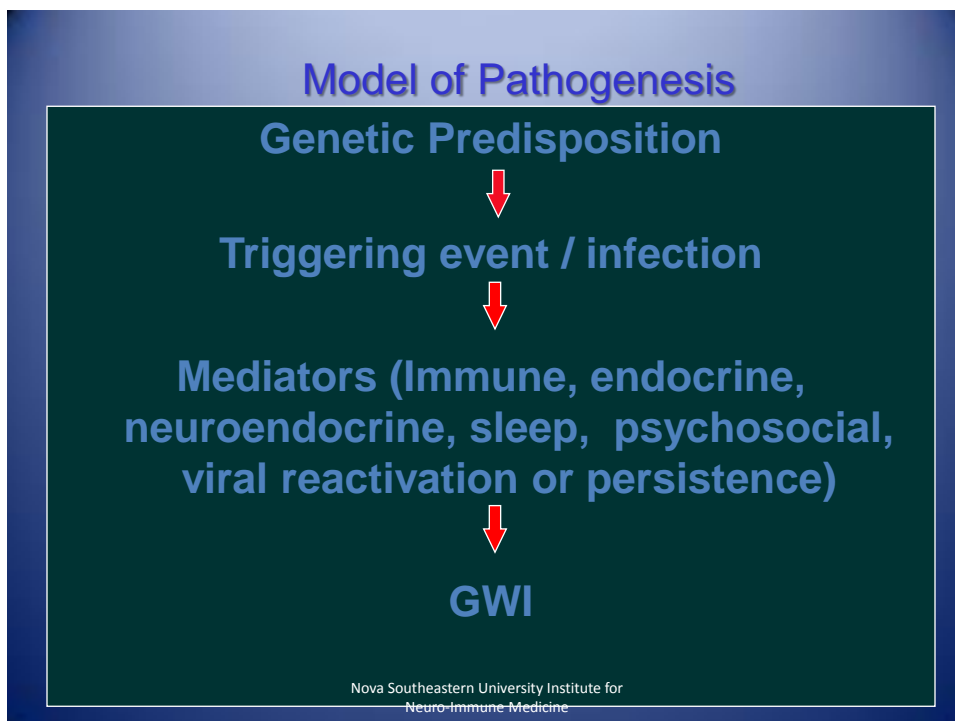 Model of Pathogenesis
Genetic Predisposition
Triggering event / infection
Mediators (Immune, endocrine,
neuroendocrine, sleep, psychosocial,
viral reactivation or persistence)
GWI
Nova Southeastern University Institute for
Neuro-Immune Medicine